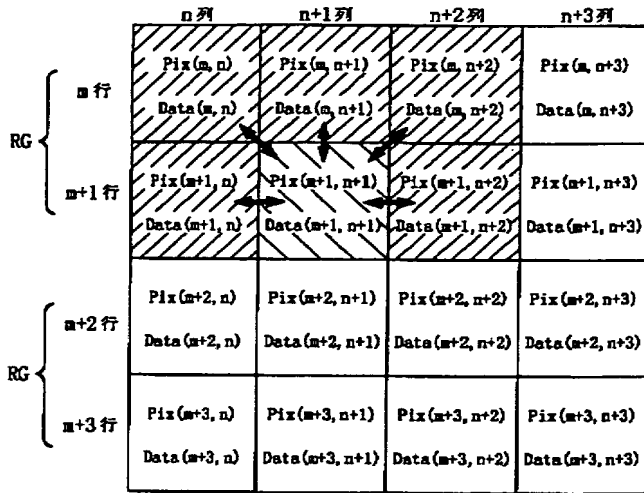 n列 n+1列 n+2列 n+3列
Pix(m,n) Pix(m,n+1) Pix(m,n+2) Pix(m,n+3)
m行
Data(m,n) Data(m,n+1) Data(m,n+2) Data(m,n+3)
RG
Pix(m+1,n) Pix(m+1,n+1) Pix(m+1,n+2) Pix(m+1,n+3)
m+1行
Data(m+1,n) Data(m+1,n+1) Data(m+1,n+2) Data(m+1,n+3)
Pix(m+2,n) Pix(m+2,n+1) Pix(m+2,n+2) Pix(m+2,n+3)
m+2行
Data(m+2,n) Data(m+2,n+1) Data(m+2,n+2) Data(m+2,n+3)
RG
Pix(m+3,n) Pix(m+3,n+1) Pix(m+3,n+2) Pix(m+3,n+3)
m+3行
Data(m+3,n) Data(m+3,n+1) Data(m+3,n+2) Data(m+3,n+3)